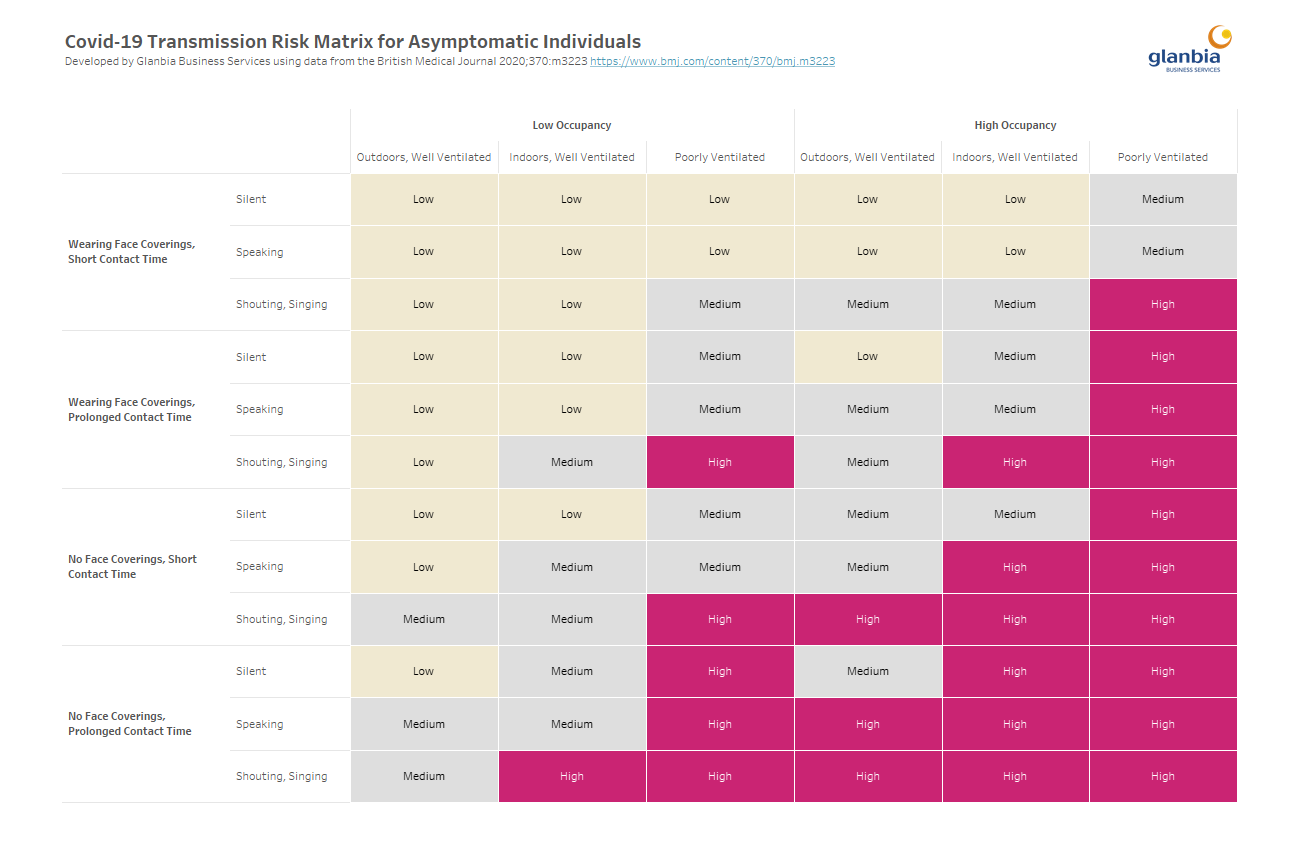 Covid-19 Transmission Risk Matrix for Asymptomatic Individuals
Developed by Glanbia Business Services using data from the British Medical Journal 2020;370:m3223 https://www.bmj.com/content/370/bmj.m3223
glanbia
BUSINESS SERVICES
Low Occupancy High Occupancy
Outdoors, Well Ventilated Indoors, Well Ventilated Poorly Ventilated Outdoors, Well Ventilated Indoors, Well Ventilated Poorly Ventilated
Wearing Face Coverings,
Short Contact Time
Silent Low Low Low Low Low Medium
Speaking Low Low Low Low Low Medium
Shouting, Singing Low Low Medium Medium Medium High
Wearing Face Coverings,
Prolonged Contact Time
Silent Low Low Medium Low Medium High
Speaking Low Low Medium Medium Medium High
Shouting, Singing Low Medium High Medium High High
No Face Coverings, Short
Contact Time
Silent Low Low Medium Medium Medium High
Speaking Low Medium Medium Medium High High
Shouting, Singing Medium Medium High High High High
No Face Coverings,
Prolonged Contact Time
Silent Low Medium High Medium High High
Speaking Medium Medium High High High High
Shouting, Singing Medium High High High High High